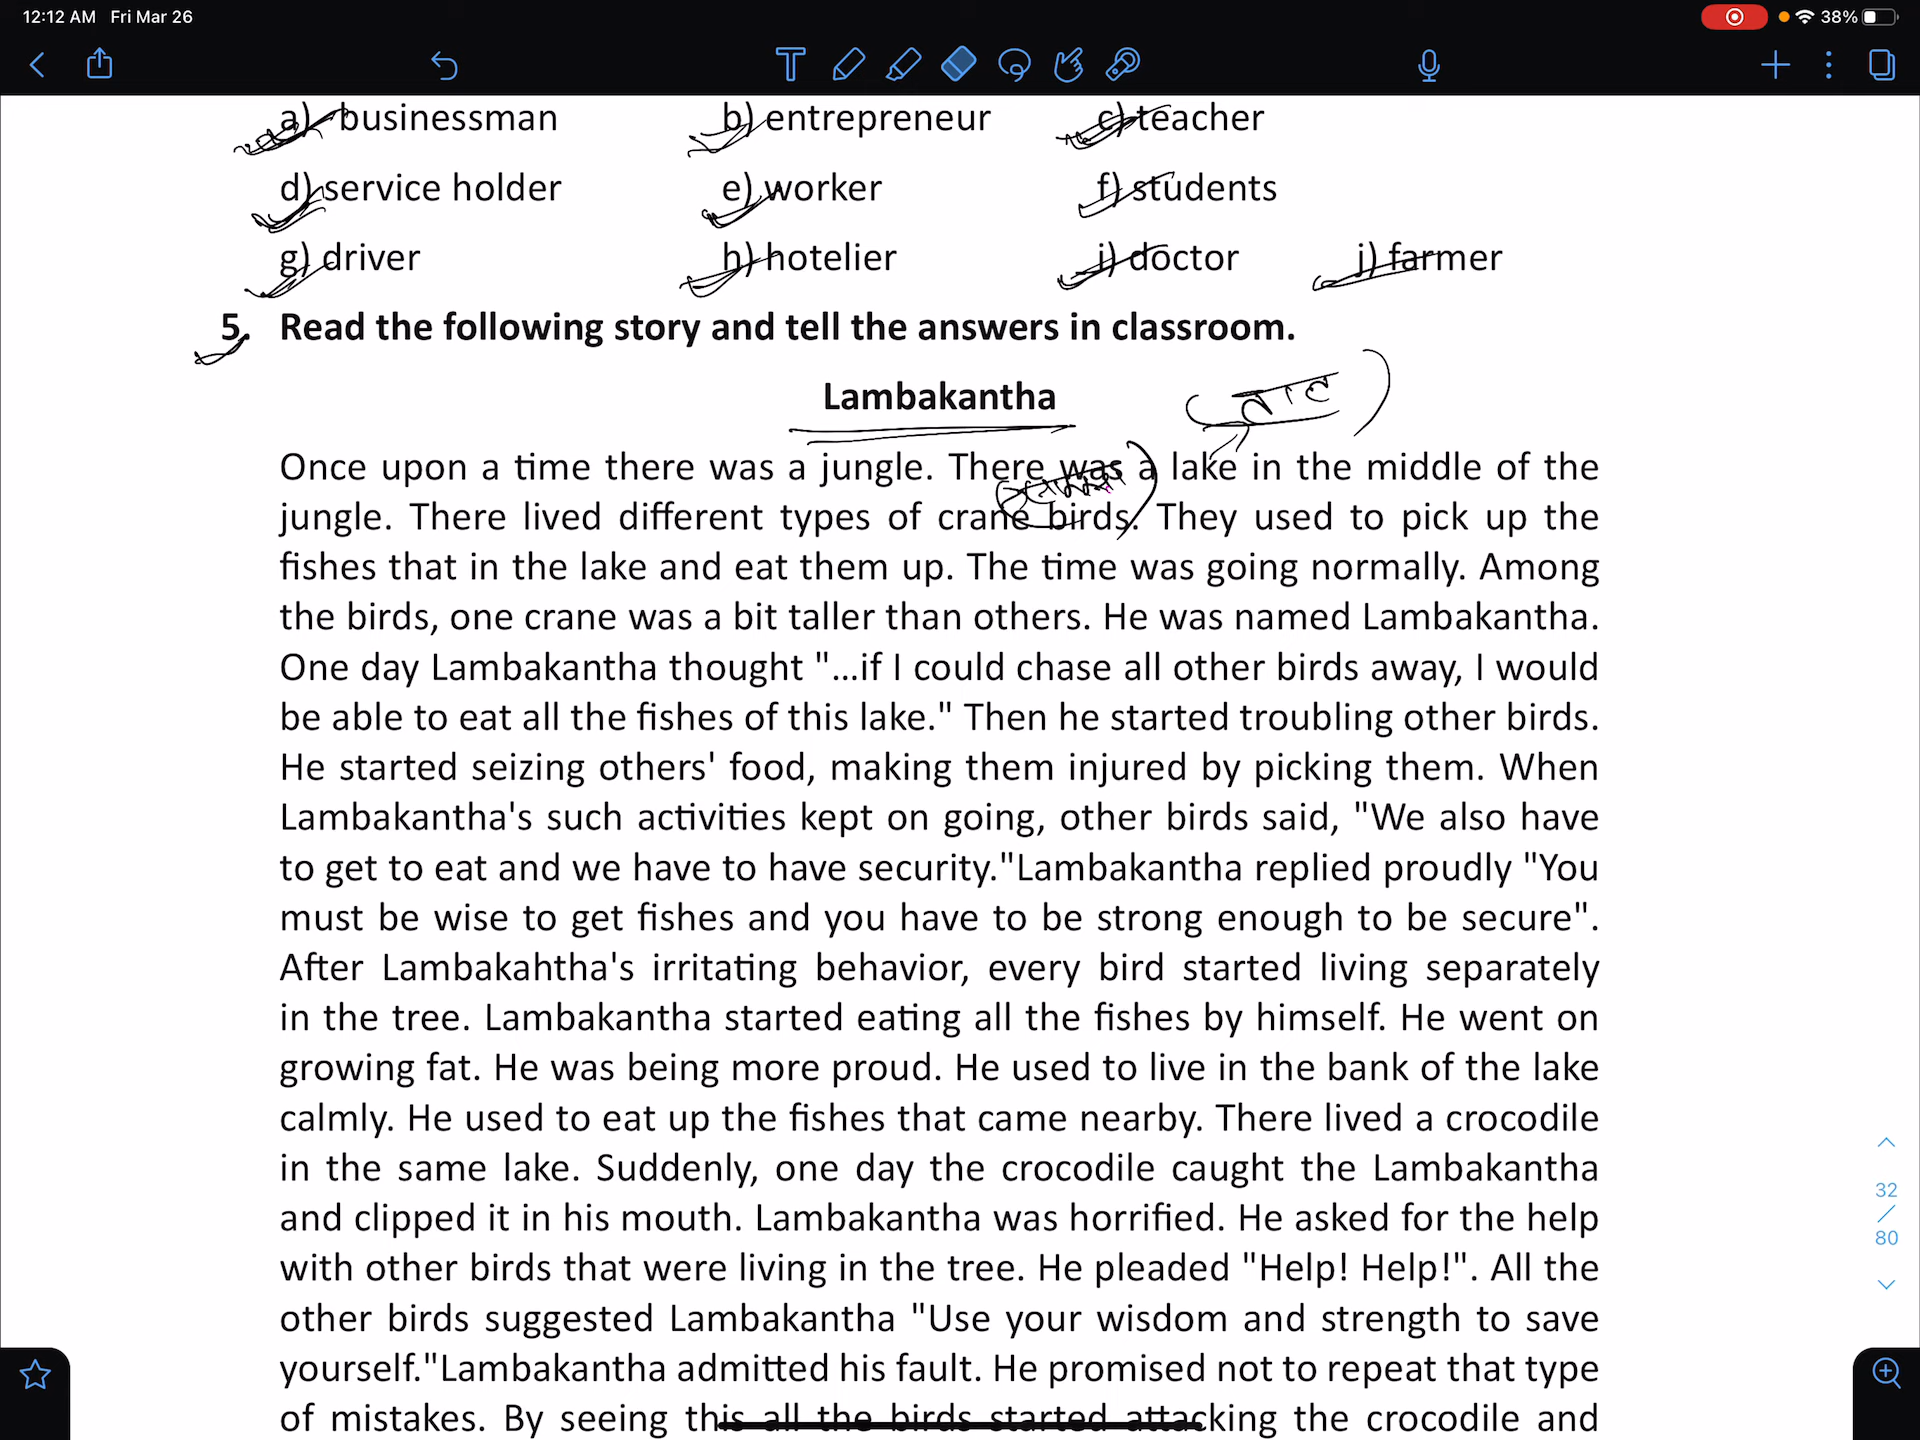 12:12 AM Fri Mar 26
38%
a) businessman b) entrepreneur c) teacher
d) service holder e) worker f) students
g) driver h) hotelier i) doctor j) farmer
5. Read the following story and tell the answers in classroom.
Lambakantha
Once upon a time there was a jungle. There was a lake in the middle of the
jungle. There lived different types of crane birds. They used to pick up the
fishes that in the lake and eat them up. The time was going normally. Among
the birds, one crane was a bit taller than others. He was named Lambakantha.
One day Lambakantha thought "...if I could chase all other birds away, I would
be able to eat all the fishes of this lake." Then he started troubling other birds.
He started seizing others' food, making them injured by picking them. When
Lambakantha's such activities kept on going, other birds said, "We also have
to get to eat and we have to have security."Lambakantha replied proudly "You
must be wise to get fishes and you have to be strong enough to be secure".
After Lambakahtha's irritating behavior, every bird started living separately
in the tree. Lambakantha started eating all the fishes by himself. He went on
growing fat. He was being more proud. He used to live in the bank of the lake
calmly. He used to eat up the fishes that came nearby. There lived a crocodile
in the same lake. Suddenly, one day the crocodile caught the Lambakantha
and clipped it in his mouth. Lambakantha was horrified. He asked for the help
with other birds that were living in the tree. He pleaded "Help! Help!". All the
other birds suggested Lambakantha "Use your wisdom and strength to save
yourself."Lambakantha admitted his fault. He promised not to repeat that type
of mistakes. By seeing this all the birds started attacking the crocodile and
32
/
80